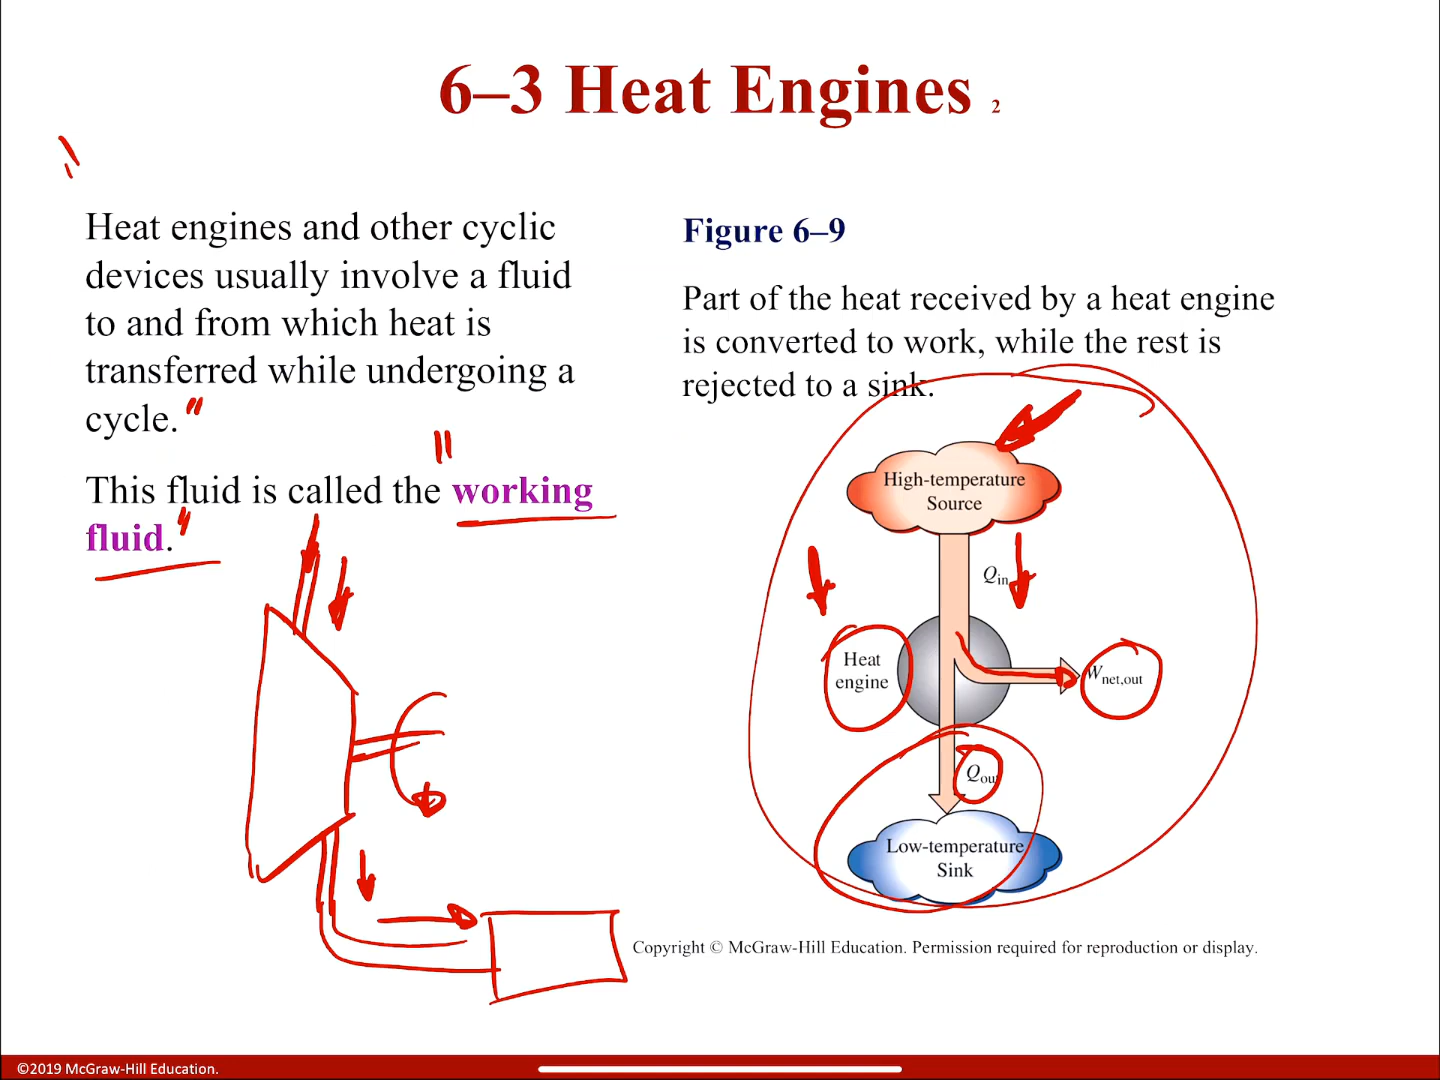 6–3 Heat Engines 2
Heat engines and other cyclic
devices usually involve a fluid
to and from which heat is
transferred while undergoing a
cycle."
This fluid is called the "working
fluid."
Figure 6–9
Part of the heat received by a heat engine
is converted to work, while the rest is
rejected to a sink.
High-temperature
Source
Qin
Heat
engine
Wnet,out
Qout
Low-temperature
Sink
Copyright © McGraw-Hill Education. Permission required for reproduction or display.
©2019 McGraw-Hill Education.